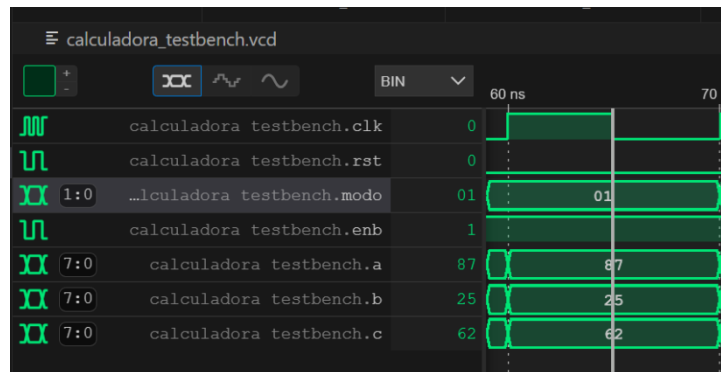 calculadora_testbench.vcd
+
-
BIN
60 ns
70
calculadora testbench.clk 0
calculadora testbench.rst 0
1:0 …lculadora testbench.modo 01 01
calculadora testbench.enb 1
7:0 calculadora testbench.a 87 87
7:0 calculadora testbench.b 25 25
7:0 calculadora testbench.c 62 62